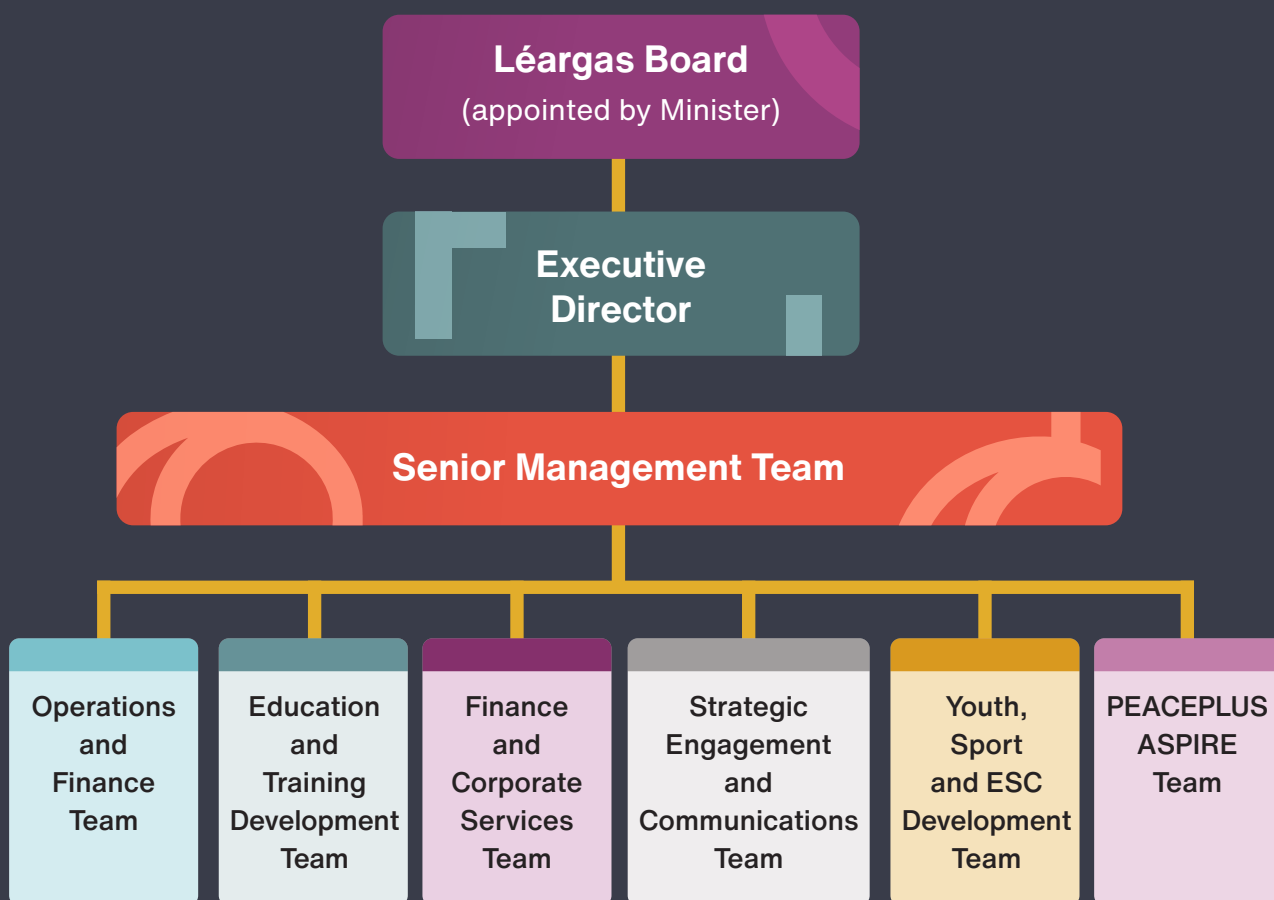 Léargas Board
(appointed by Minister)
Executive
Director
Senior Management Team
Operations
and
Finance
Team
Education
and
Training
Development
Team
Finance
and
Corporate
Services
Team
Strategic
Engagement
and
Communications
Team
Youth,
Sport
and ESC
Development
Team
PEACEPLUS
ASPIRE
Team